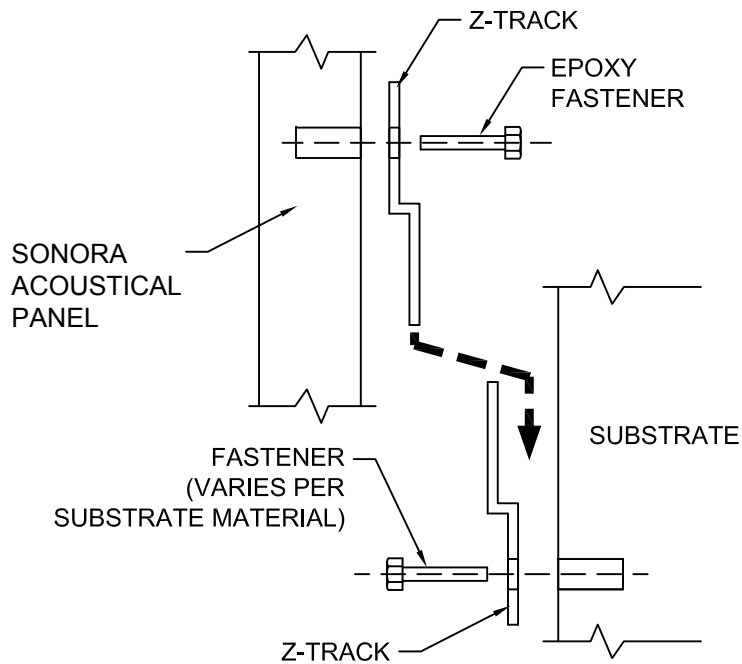 Z-TRACK
EPOXY
FASTENER
SONORA
ACOUSTICAL
PANEL
SUBSTRATE
FASTENER
(VARIES PER
SUBSTRATE MATERIAL)
Z-TRACK